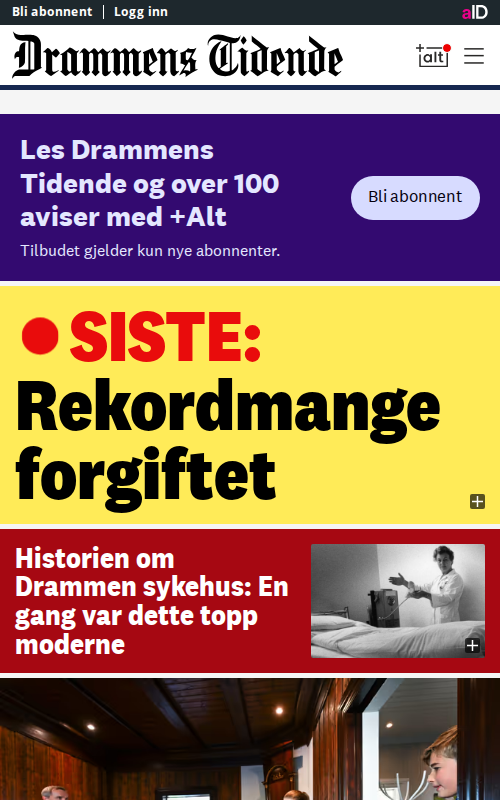 Bli abonnent
Logg inn
aID
Drammens Tidende
+alt
Les Drammens
Tidende og over 100
aviser med +Alt
Bli abonnent
Tilbudet gjelder kun nye abonnenter.
SISTE:
Rekordmange
forgiftet
Historien om
Drammen sykehus: En
gang var dette topp
moderne